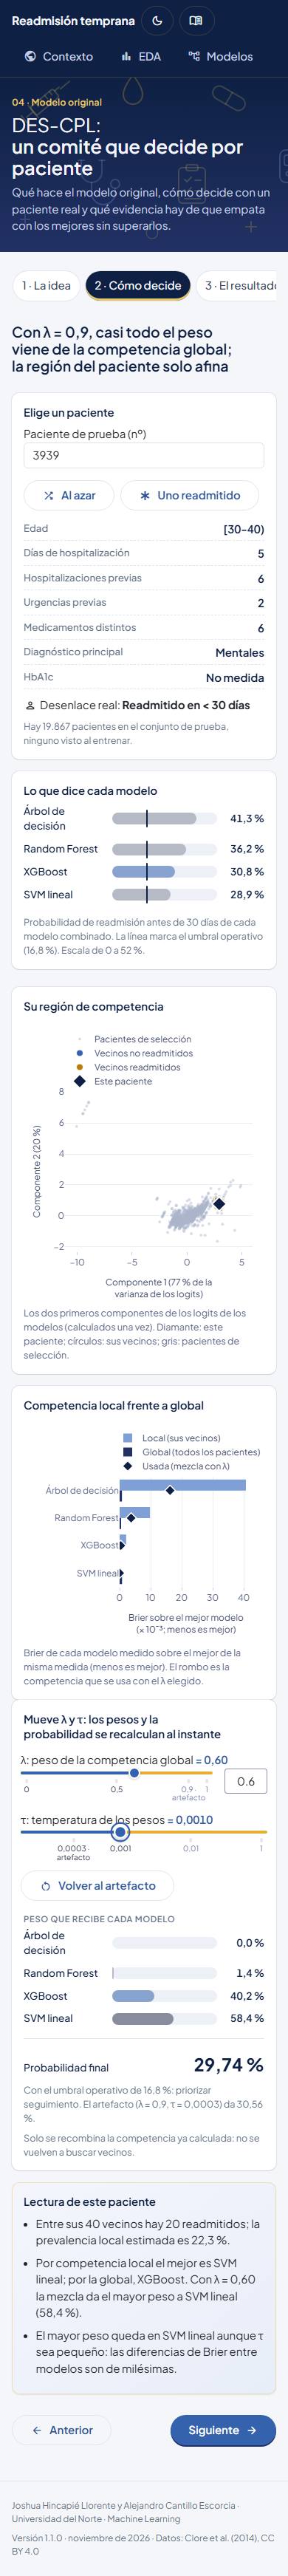 Readmisión temprana
Contexto
EDA
Modelos
04 · Modelo original
DES-CPL:
un comité que decide por
paciente
Qué hace el modelo original, cómo decide con un
paciente real y qué evidencia hay de que empata
con los mejores sin superarlos.
1 · La idea
2 · Cómo decide
3 · El resultado
Con λ = 0,9, casi todo el peso
viene de la competencia global;
la región del paciente solo afina
Elige un paciente
Paciente de prueba (nº)
3939
Al azar
Uno readmitido
Edad [30-40)
Días de hospitalización 5
Hospitalizaciones previas 6
Urgencias previas 2
Medicamentos distintos 6
Diagnóstico principal Mentales
HbA1c No medida
Desenlace real: Readmitido en < 30 días
Hay 19.867 pacientes en el conjunto de prueba,
ninguno visto al entrenar.
Lo que dice cada modelo
Árbol de
decisión 41,3 %
Random Forest 36,2 %
XGBoost 30,8 %
SVM lineal 28,9 %
Probabilidad de readmisión antes de 30 días de cada
modelo combinado. La línea marca el umbral operativo
(16,8 %). Escala de 0 a 52 %.
Su región de competencia
Pacientes de selección
Vecinos no readmitidos
Vecinos readmitidos
Este paciente
8
6
4
2
0
−2
Componente 2 (20 %)
−10 −5 0 5
Componente 1 (77 % de la
varianza de los logits)
Los dos primeros componentes de los logits de los
modelos (calculados una vez). Diamante: este
paciente; círculos: sus vecinos; gris: pacientes de
selección.
Competencia local frente a global
Local (sus vecinos)
Global (todos los pacientes)
Usada (mezcla con λ)
Árbol de decisión
Random Forest
XGBoost
SVM lineal
0 10 20 30 40
Brier sobre el mejor modelo
(× 10⁻³; menos es mejor)
Brier de cada modelo medido sobre el mejor de la
misma medida (menos es mejor). El rombo es la
competencia que se usa con el λ elegido.
Mueve λ y τ: los pesos y la
probabilidad se recalculan al instante
λ: peso de la competencia global = 0,60
0 0,5 0,9 · 1
artefacto
0.6
τ: temperatura de los pesos = 0,0010
0,0003 · 0,001 0,01 1
artefacto
Volver al artefacto
PESO QUE RECIBE CADA MODELO
Árbol de
decisión 0,0 %
Random Forest 1,4 %
XGBoost 40,2 %
SVM lineal 58,4 %
Probabilidad final 29,74 %
Con el umbral operativo de 16,8 %: priorizar
seguimiento. El artefacto (λ = 0,9, τ = 0,0003) da 30,56
%.
Solo se recombina la competencia ya calculada: no se
vuelven a buscar vecinos.
Lectura de este paciente
• Entre sus 40 vecinos hay 20 readmitidos; la
prevalencia local estimada es 22,3 %.
• Por competencia local el mejor es SVM
lineal; por la global, XGBoost. Con λ = 0,60
la mezcla da el mayor peso a SVM lineal
(58,4 %).
• El mayor peso queda en SVM lineal aunque τ
sea pequeño: las diferencias de Brier entre
modelos son de milésimas.
Anterior
Siguiente
Joshua Hincapié Llorente y Alejandro Cantillo Escorcia ·
Universidad del Norte · Machine Learning
Versión 1.1.0 · noviembre de 2026 · Datos: Clore et al. (2014), CC
BY 4.0